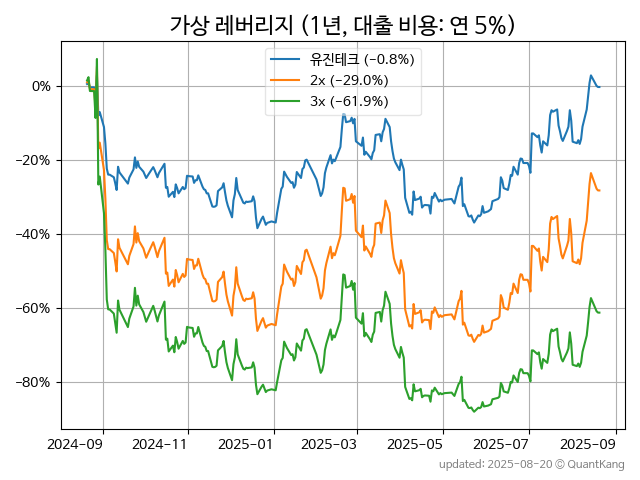 가상 레버리지 (1년, 대출 비용: 연 5%)
유진테크 (−0.8%)
2x (−29.0%)
3x (−61.9%)
0%
−20%
−40%
−60%
−80%
2024-09 2024-11 2025-01 2025-03 2025-05 2025-07 2025-09
updated: 2025-08-20 © QuantKang